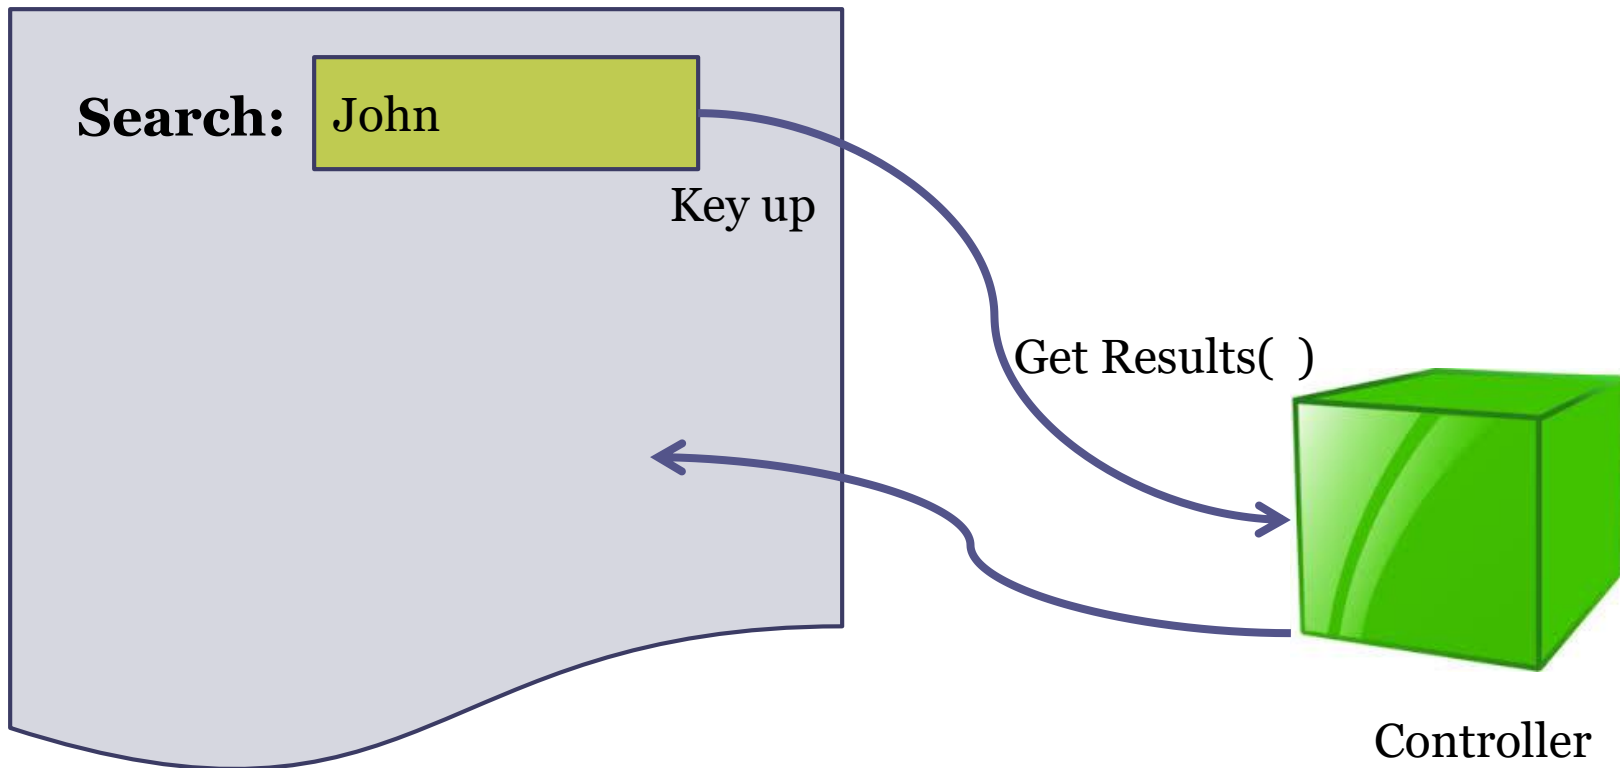 Search: John
Key up
Get Results(  )
Controller